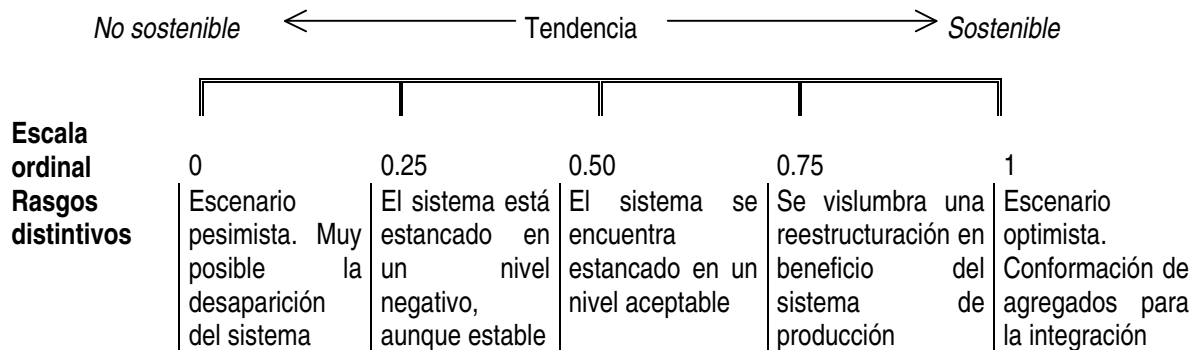 No sostenible Tendencia Sostenible
Escala
ordinal 0 0.25 0.50 0.75 1
Rasgos
distintivos
Escenario
pesimista. Muy
posible la
desaparición
del sistema
El sistema está
estancado en
un nivel
negativo,
aunque estable
El sistema se
encuentra
estancado en un
nivel aceptable
Se vislumbra una
reestructuración en
beneficio del
sistema de
producción
Escenario
optimista.
Conformación de
agregados para
la integración